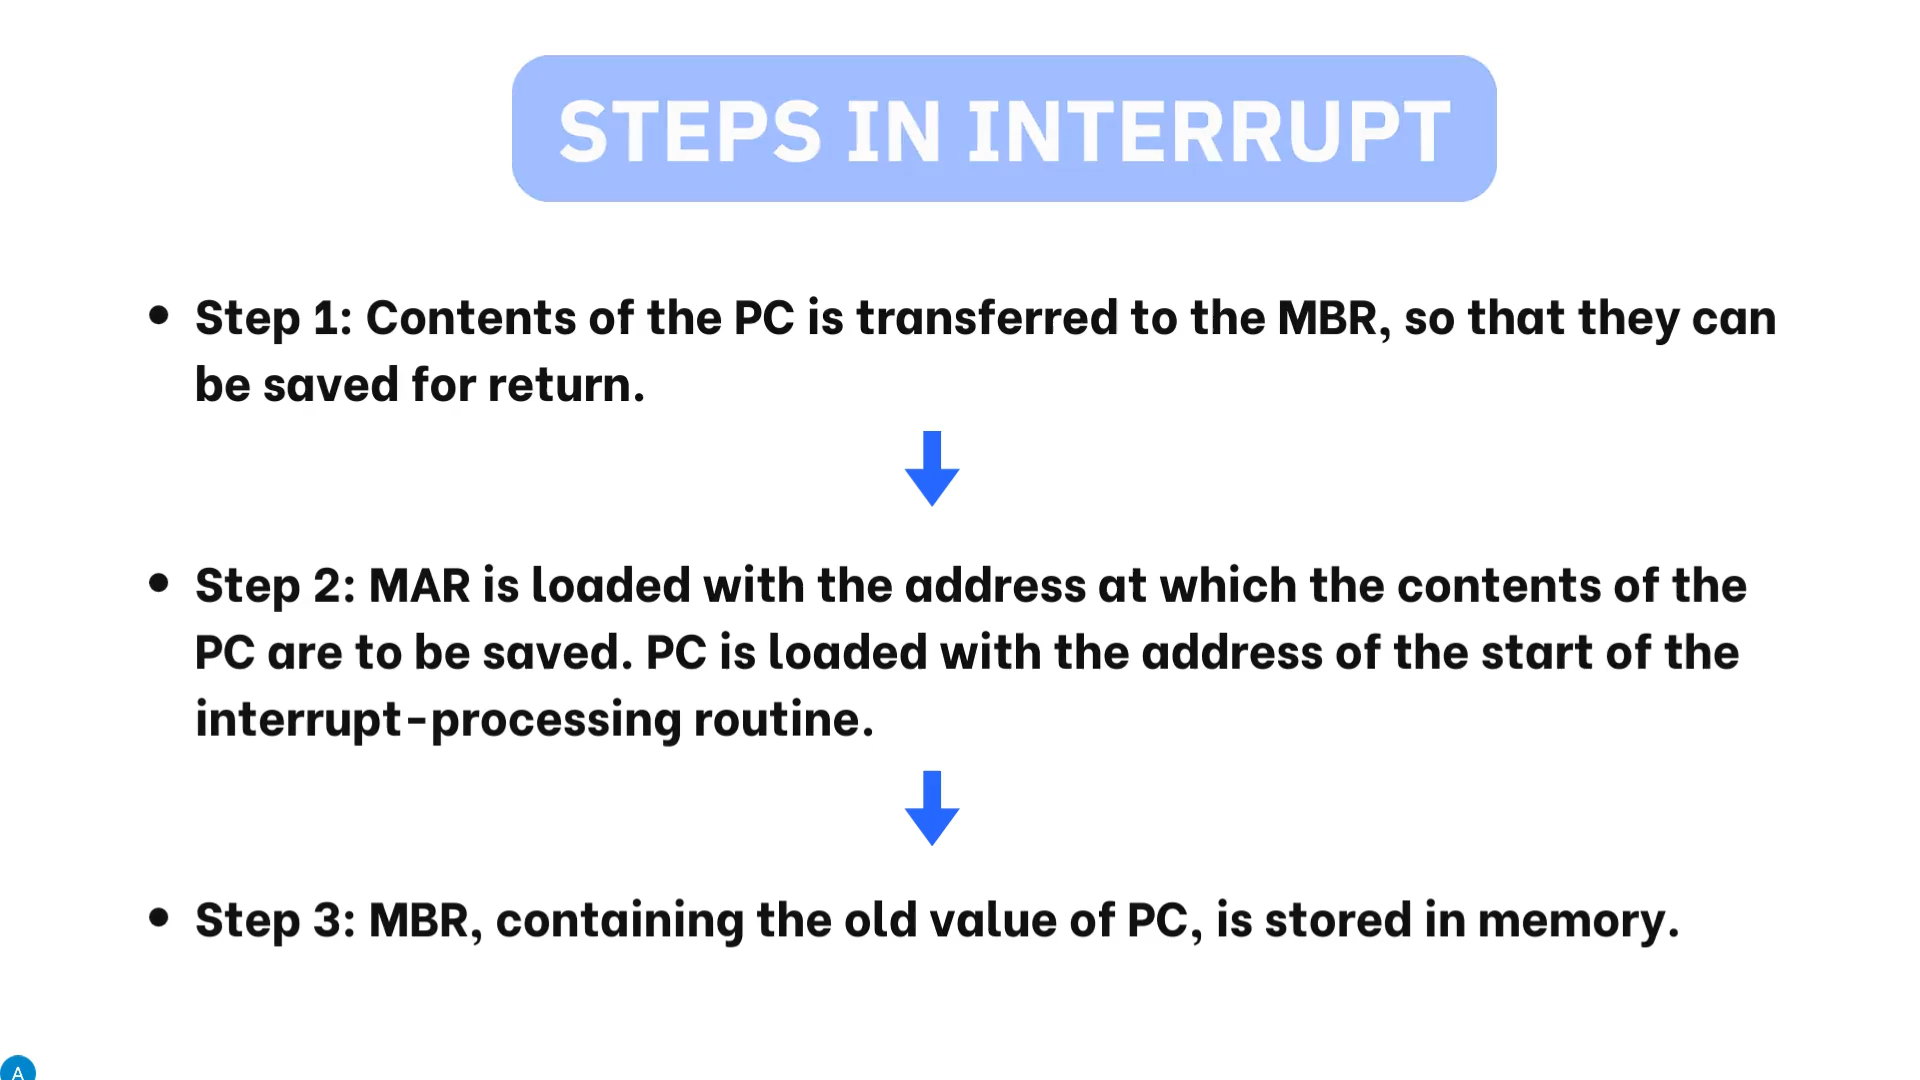 STEPS IN INTERRUPT
• Step 1: Contents of the PC is transferred to the MBR, so that they can
be saved for return.
• Step 2: MAR is loaded with the address at which the contents of the
PC are to be saved. PC is loaded with the address of the start of the
interrupt-processing routine.
• Step 3: MBR, containing the old value of PC, is stored in memory.
A